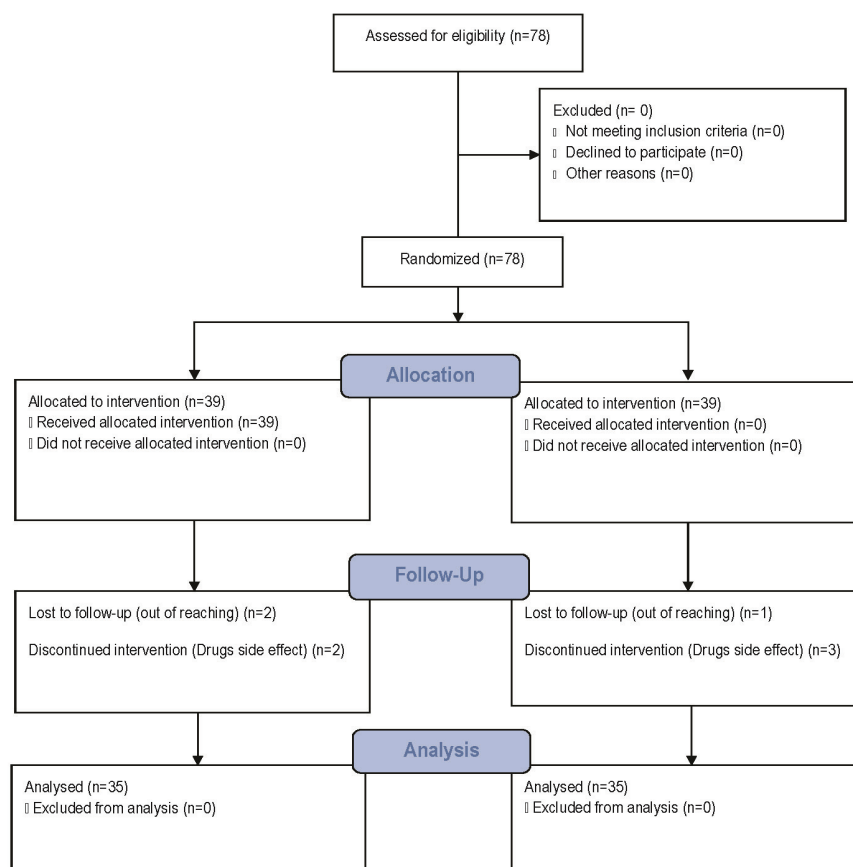 Assessed for eligibility (n=78)
Excluded (n= 0)
▯ Not meeting inclusion criteria (n=0)
▯ Declined to participate (n=0)
▯ Other reasons (n=0)
Randomized (n=78)
Allocation
Allocated to intervention (n=39)
▯ Received allocated intervention (n=39)
▯ Did not receive allocated intervention (n=0)
Allocated to intervention (n=39)
▯ Received allocated intervention (n=0)
▯ Did not receive allocated intervention (n=0)
Follow-Up
Lost to follow-up (out of reaching) (n=2)
Discontinued intervention (Drugs side effect) (n=2)
Lost to follow-up (out of reaching) (n=1)
Discontinued intervention (Drugs side effect) (n=3)
Analysis
Analysed (n=35)
▯ Excluded from analysis (n=0)
Analysed (n=35)
▯ Excluded from analysis (n=0)